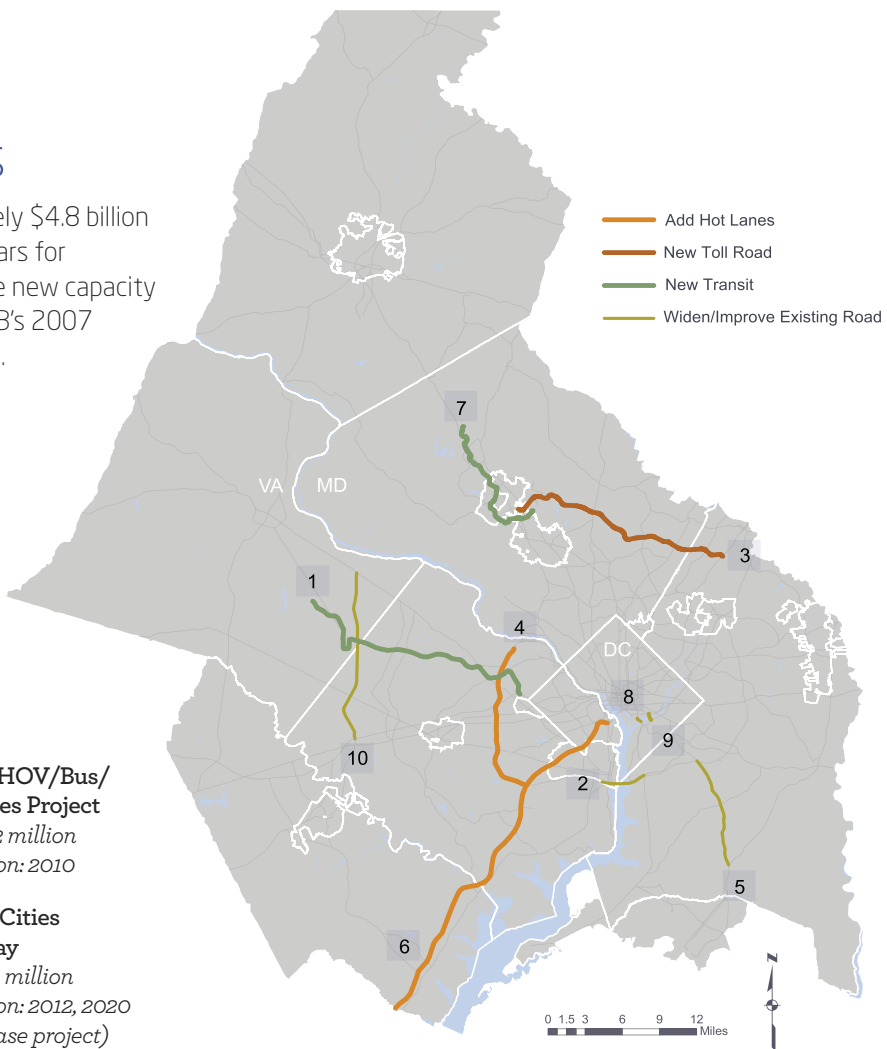 ely $4.8 billion
ars for
e new capacity
B's 2007
.
Add Hot Lanes
New Toll Road
New Transit
Widen/Improve Existing Road
7
VA
MD
3
1
4
DC
8
9
10
2
5
6
HOV/Bus/
es Project
million
on: 2010
Cities
ay
million
on: 2012, 2020
ase project)
0 1.5 3 6 9 12
Miles
N